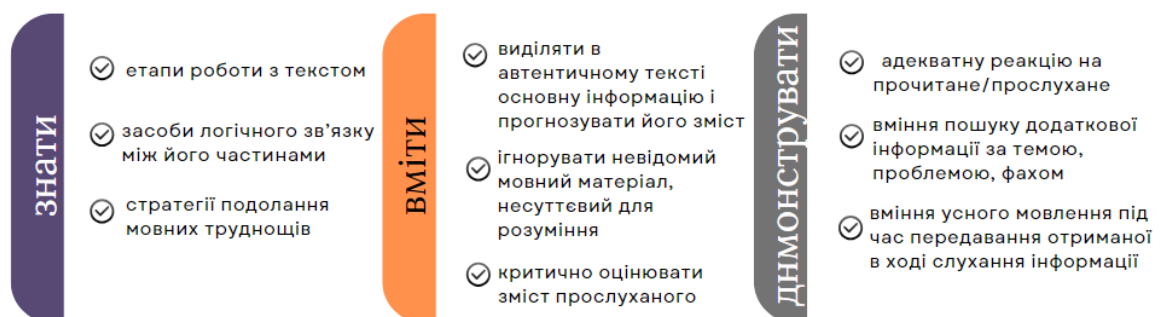 знати
етапи роботи з текстом
засоби логічного зв’язку
між його частинами
стратегії подолання
мовних труднощів
вміти
виділяти в
автентичному тексті
основну інформацію і
прогнозувати його зміст
ігнорувати невідомий
мовний матеріал,
несуттєвий для
розуміння
критично оцінювати
зміст прослуханого
днмонструвати
адекватну реакцію на
прочитане/прослухане
вміння пошуку додаткової
інформації за темою,
проблемою, фахом
вміння усного мовлення під
час передавання отриманої
в ході слухання інформації